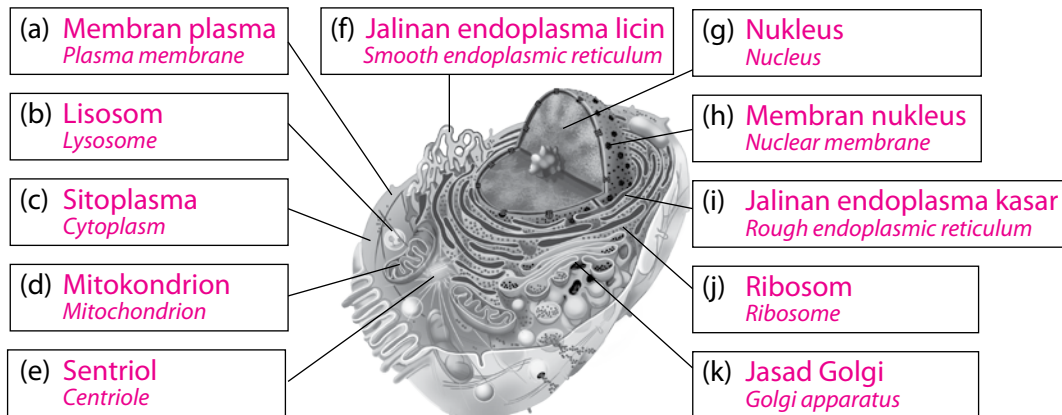 (a) Membran plasma
Plasma membrane
(b) Lisosom
Lysosome
(c) Sitoplasma
Cytoplasm
(d) Mitokondrion
Mitochondrion
(e) Sentriol
Centriole
(f) Jalinan endoplasma licin
Smooth endoplasmic reticulum
(g) Nukleus
Nucleus
(h) Membran nukleus
Nuclear membrane
(i) Jalinan endoplasma kasar
Rough endoplasmic reticulum
(j) Ribosom
Ribosome
(k) Jasad Golgi
Golgi apparatus